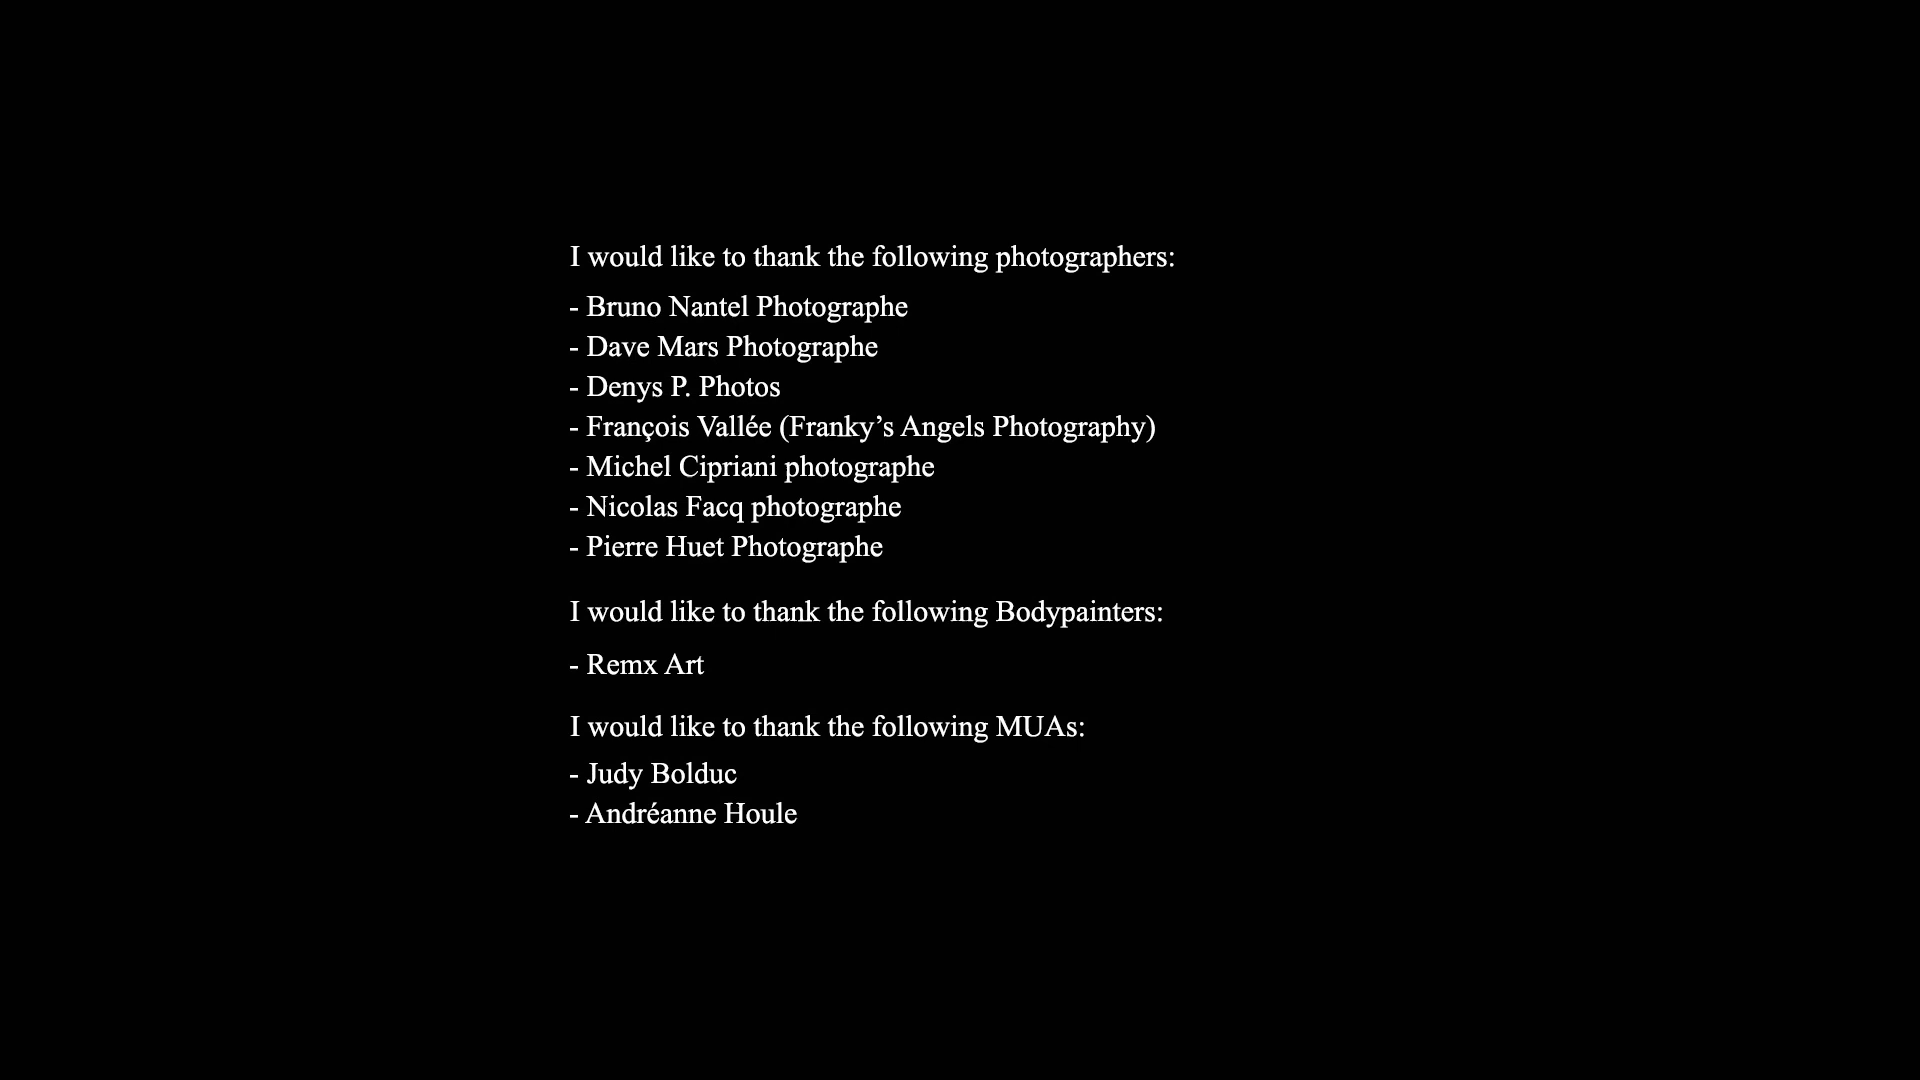 I would like to thank the following photographers:
- Bruno Nantel Photographe
- Dave Mars Photographe
- Denys P. Photos
- François Vallée (Franky’s Angels Photography)
- Michel Cipriani photographe
- Nicolas Facq photographe
- Pierre Huet Photographe
I would like to thank the following Bodypainters:
- Remx Art
I would like to thank the following MUAs:
- Judy Bolduc
- Andréanne Houle